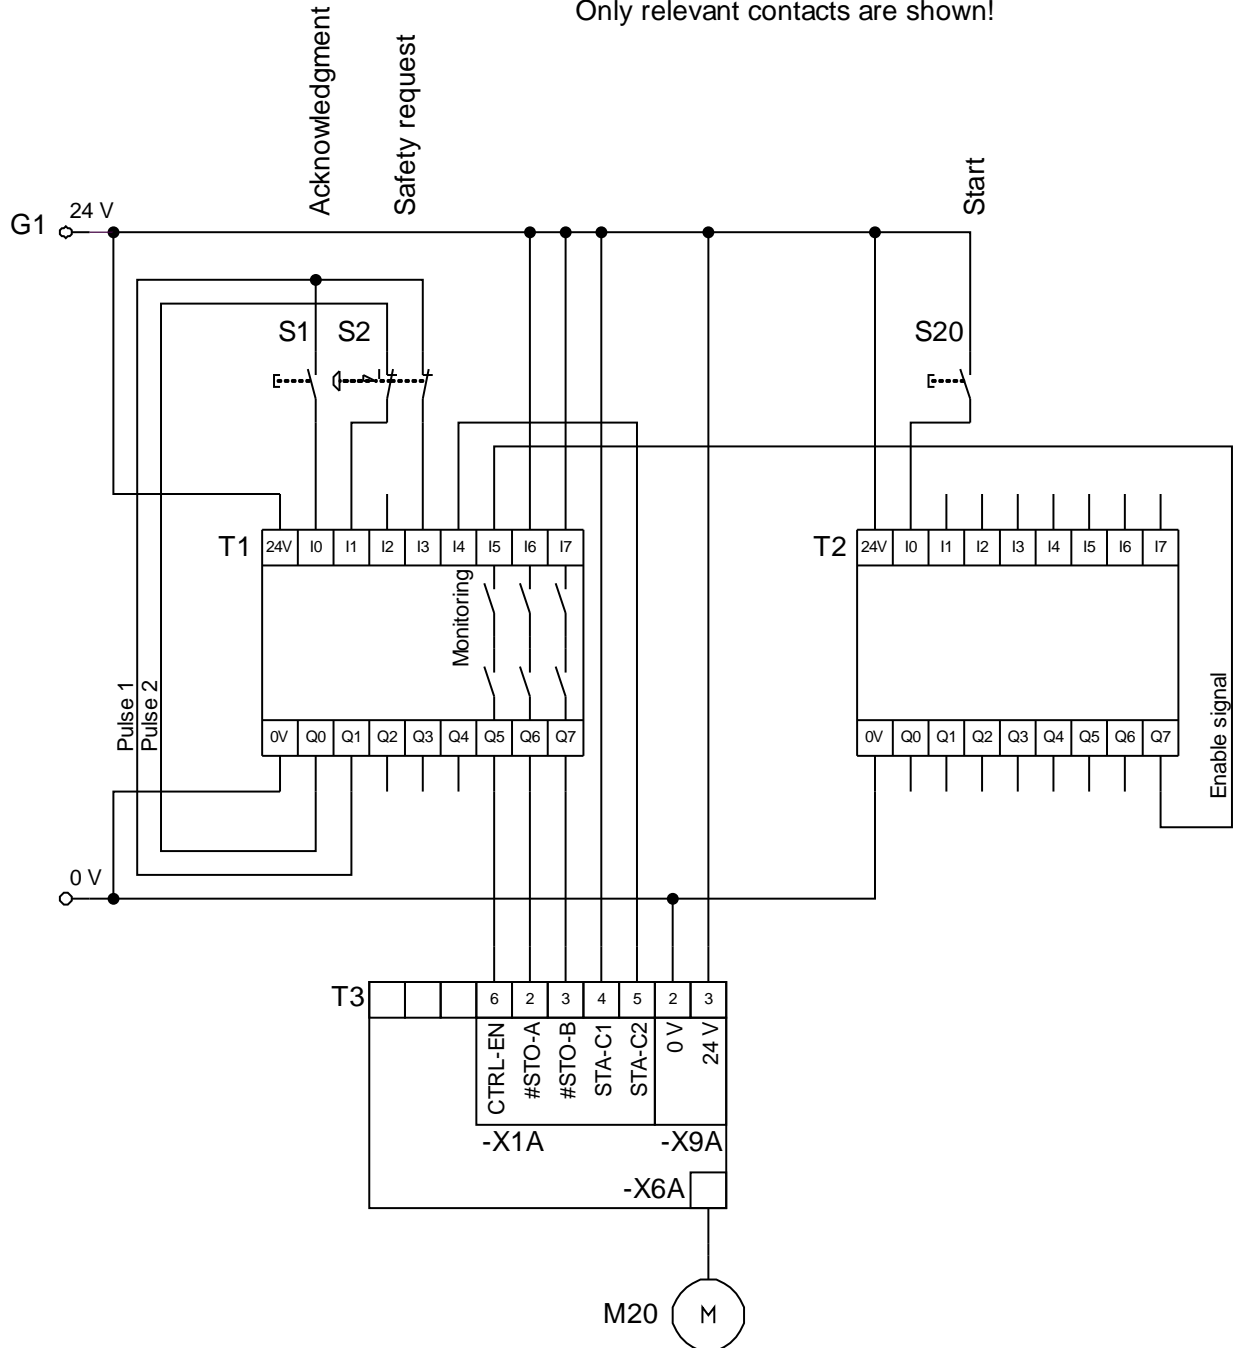 Only relevant contacts are shown!
Acknowledgment
Safety request
Start
G1
24 V
S1
S2
S20
T1
24V
I0
I1
I2
I3
I4
I5
I6
I7
T2
24V
I0
I1
I2
I3
I4
I5
I6
I7
Monitoring
Pulse 1
Pulse 2
Enable signal
0V
Q0
Q1
Q2
Q3
Q4
Q5
Q6
Q7
0V
Q0
Q1
Q2
Q3
Q4
Q5
Q6
Q7
0 V
T3
6
2
3
4
5
2
3
CTRL-EN
#STO-A
#STO-B
STA-C1
STA-C2
0 V
24 V
-X1A
-X9A
-X6A
M20
M